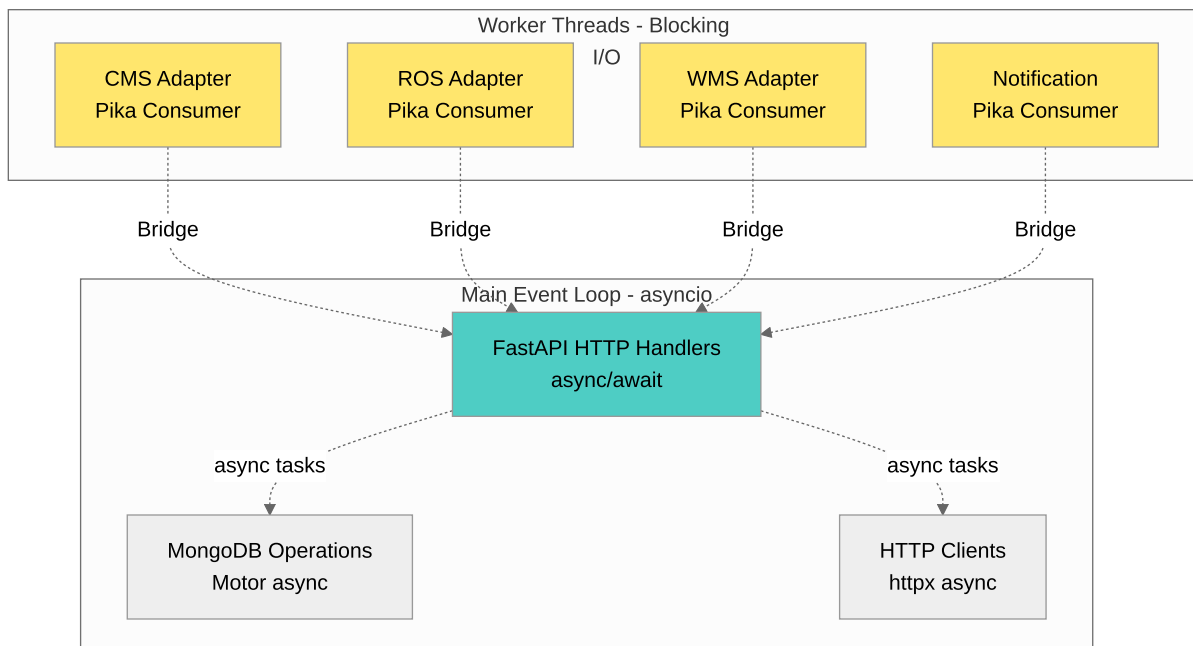 Worker Threads - Blocking
I/O
CMS Adapter
Pika Consumer
ROS Adapter
Pika Consumer
WMS Adapter
Pika Consumer
Notification
Pika Consumer
Bridge
Bridge
Bridge
Bridge
Main Event Loop - asyncio
FastAPI HTTP Handlers
async/await
async tasks
async tasks
MongoDB Operations
Motor async
HTTP Clients
httpx async